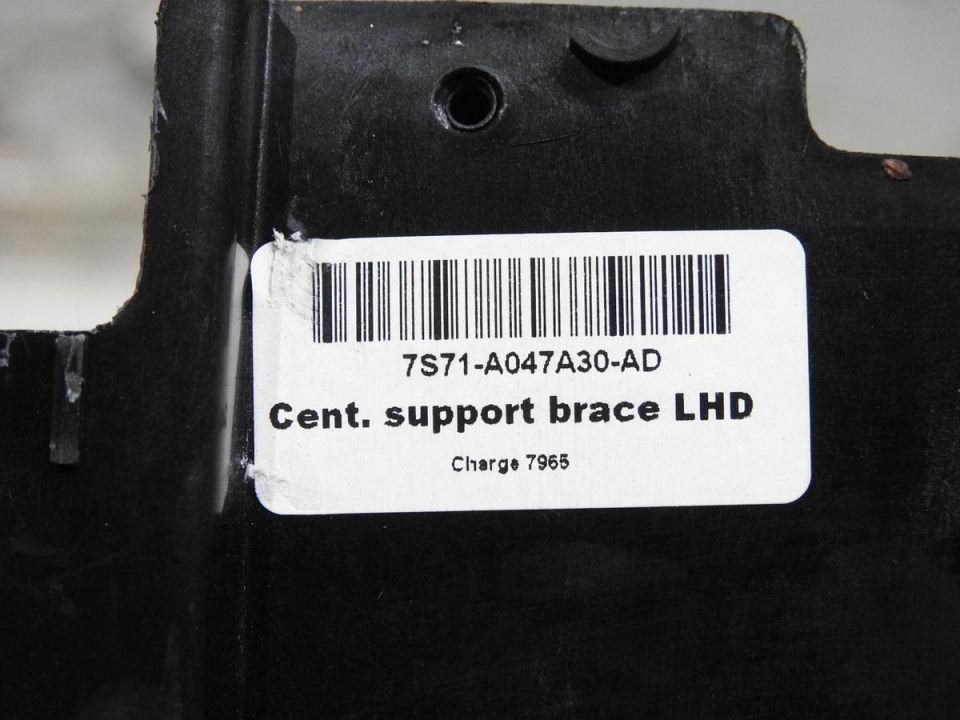 7S71-A047A30-AD
Cent. support brace LHD
Charge 7965